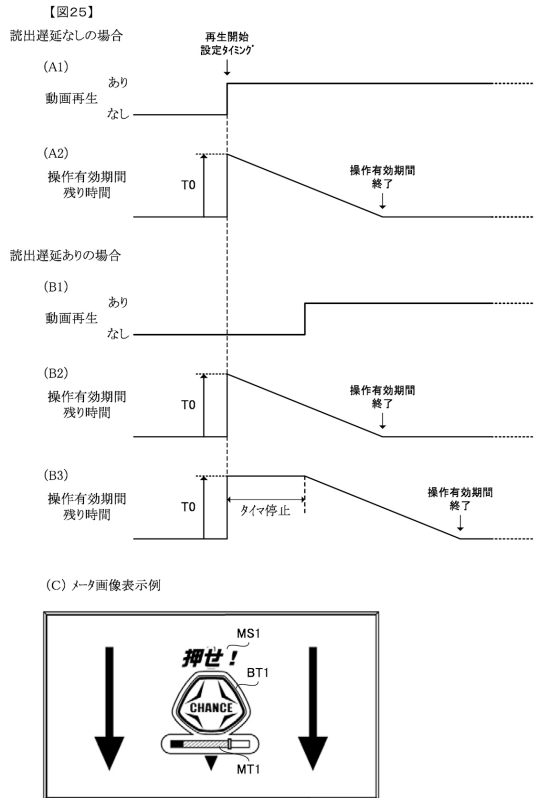 【図25】
読出遅延なしの場合
再生開始
設定タイミング
(A1)
動画再生
あり
なし
(A2)
操作有効期間
残り時間
T0
操作有効期間
終了
読出遅延ありの場合
(B1)
動画再生
あり
なし
(B2)
操作有効期間
残り時間
T0
操作有効期間
終了
(B3)
操作有効期間
残り時間
T0
タイマ停止
操作有効期間
終了
(C) メータ画像表示例
MS1
押せ!
BT1
CHANCE
MT1